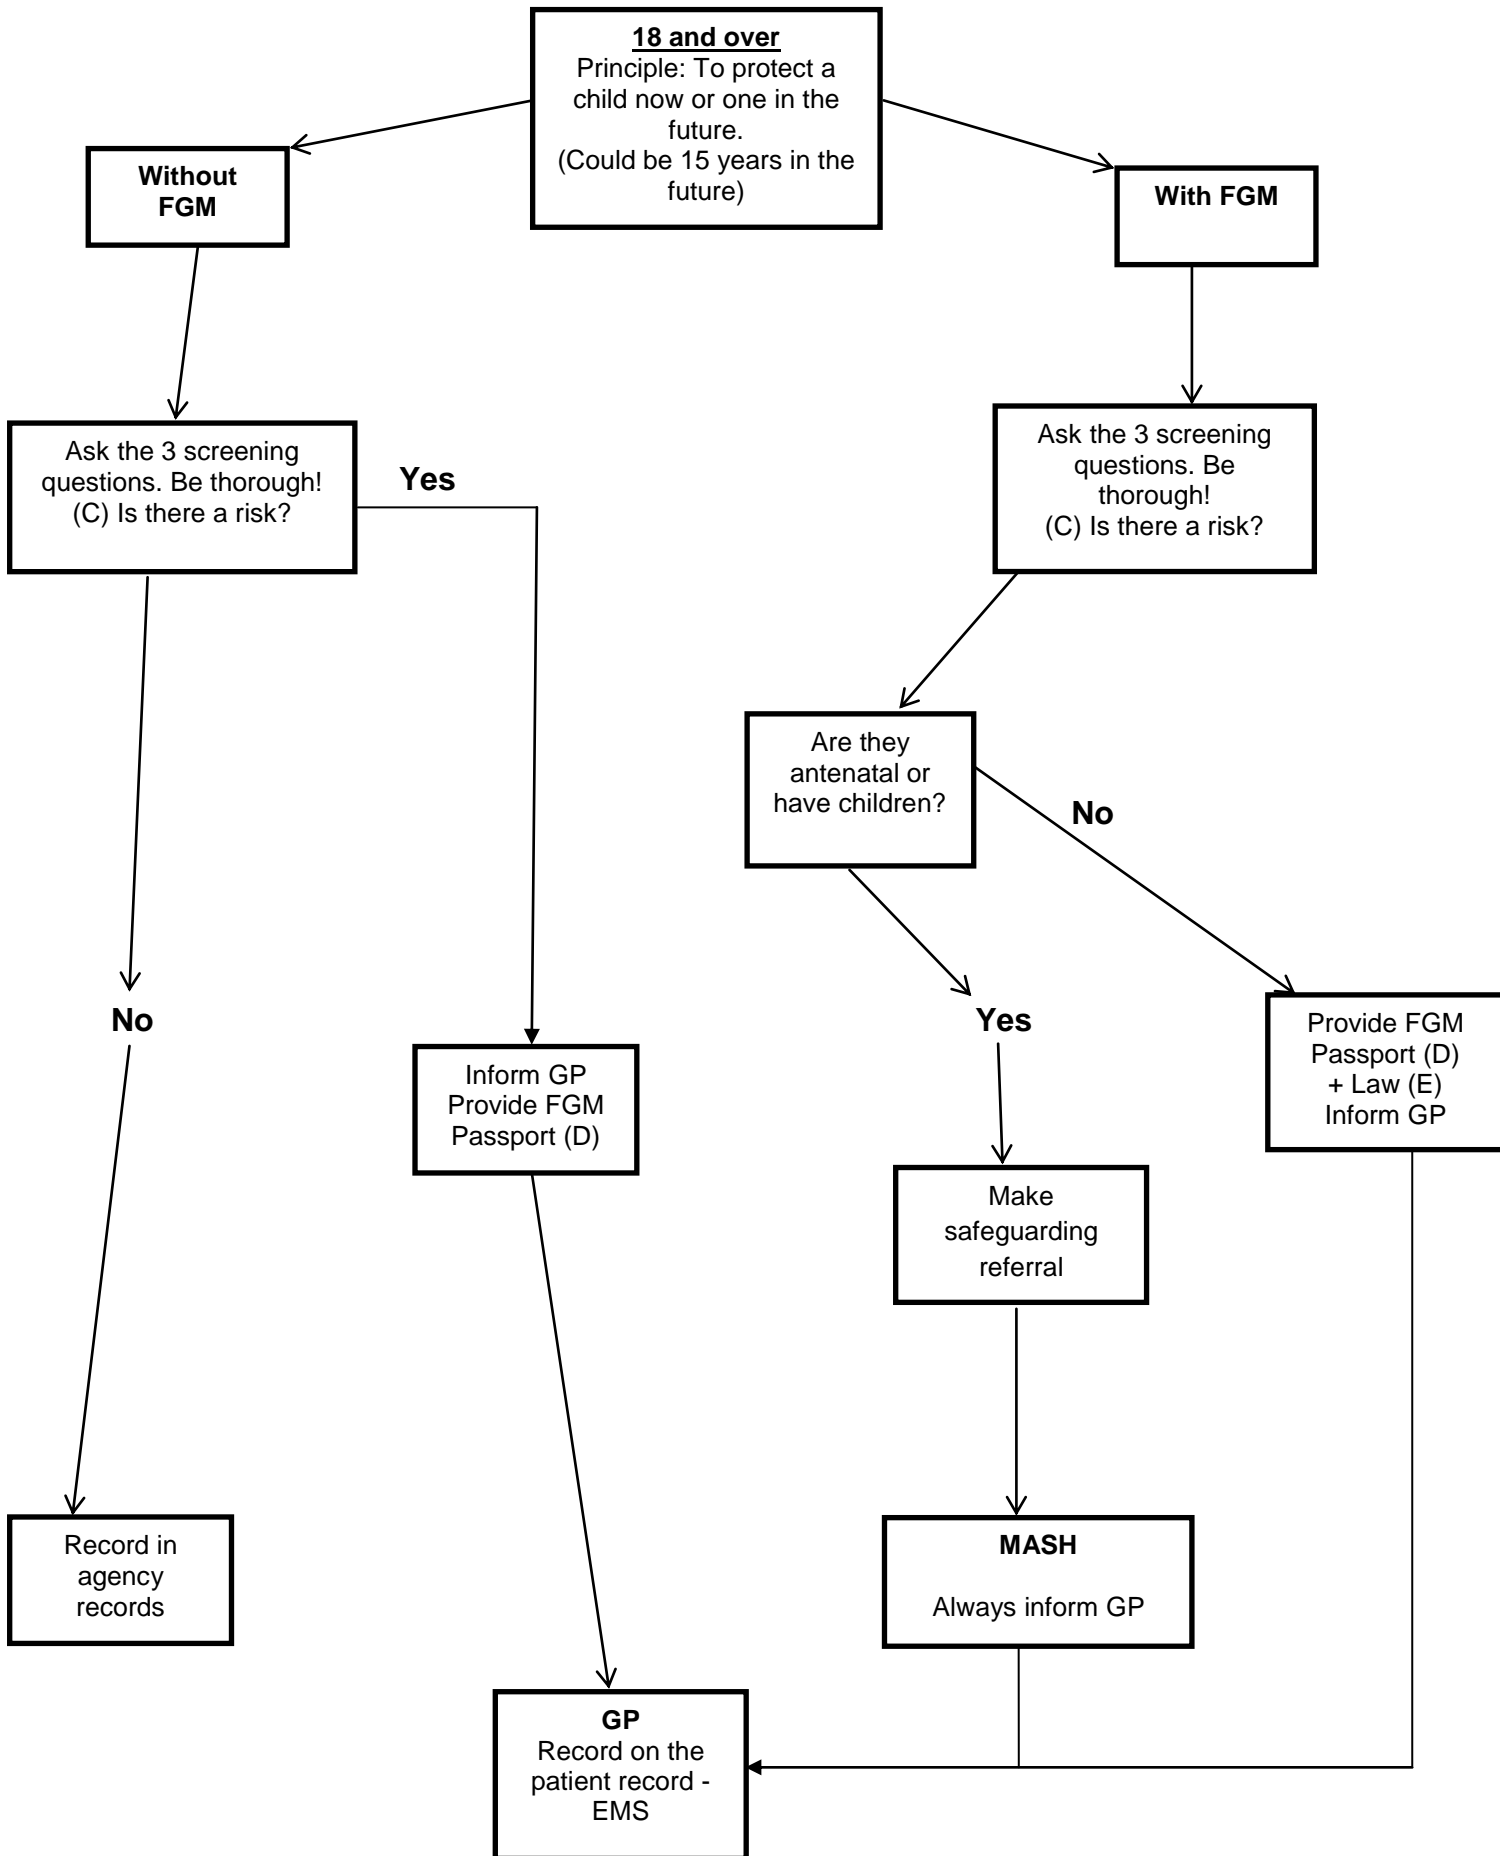 18 and over
Principle: To protect a
child now or one in the
future.
(Could be 15 years in the
future)
Without
FGM
With FGM
Ask the 3 screening
questions. Be thorough!
(C) Is there a risk?
Yes
Ask the 3 screening
questions. Be
thorough!
(C) Is there a risk?
Are they
antenatal or
have children?
No
No
Yes
Inform GP
Provide FGM
Passport (D)
Provide FGM
Passport (D)
+ Law (E)
Inform GP
Make
safeguarding
referral
Record in
agency
records
MASH
Always inform GP
GP
Record on the
patient record -
EMS